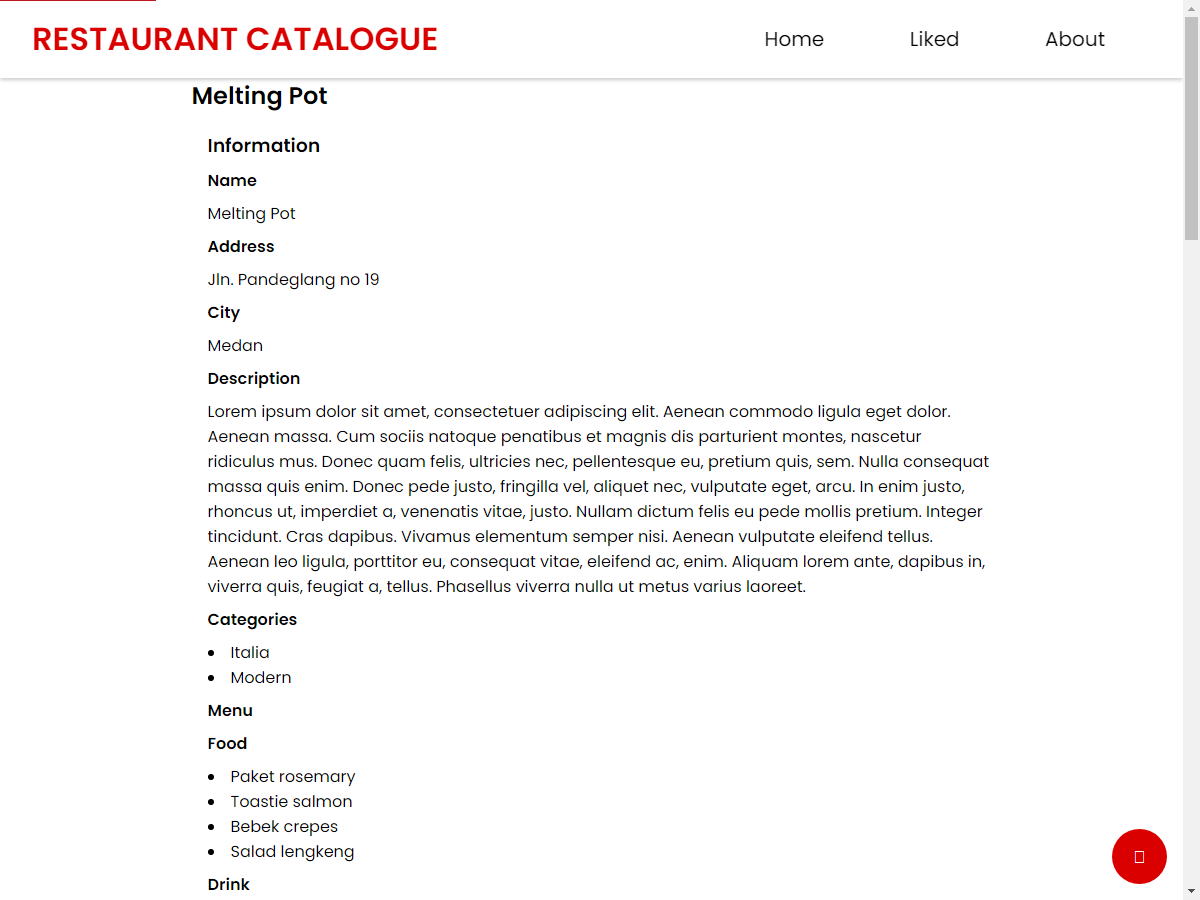 RESTAURANT CATALOGUE
Home Liked About
Melting Pot
Information
Name
Melting Pot
Address
Jln. Pandeglang no 19
City
Medan
Description
Lorem ipsum dolor sit amet, consectetuer adipiscing elit. Aenean commodo ligula eget dolor.
Aenean massa. Cum sociis natoque penatibus et magnis dis parturient montes, nascetur
ridiculus mus. Donec quam felis, ultricies nec, pellentesque eu, pretium quis, sem. Nulla consequat
massa quis enim. Donec pede justo, fringilla vel, aliquet nec, vulputate eget, arcu. In enim justo,
rhoncus ut, imperdiet a, venenatis vitae, justo. Nullam dictum felis eu pede mollis pretium. Integer
tincidunt. Cras dapibus. Vivamus elementum semper nisi. Aenean vulputate eleifend tellus.
Aenean leo ligula, porttitor eu, consequat vitae, eleifend ac, enim. Aliquam lorem ante, dapibus in,
viverra quis, feugiat a, tellus. Phasellus viverra nulla ut metus varius laoreet.
Categories
• Italia
• Modern
Menu
Food
• Paket rosemary
• Toastie salmon
• Bebek crepes
• Salad lengkeng
Drink